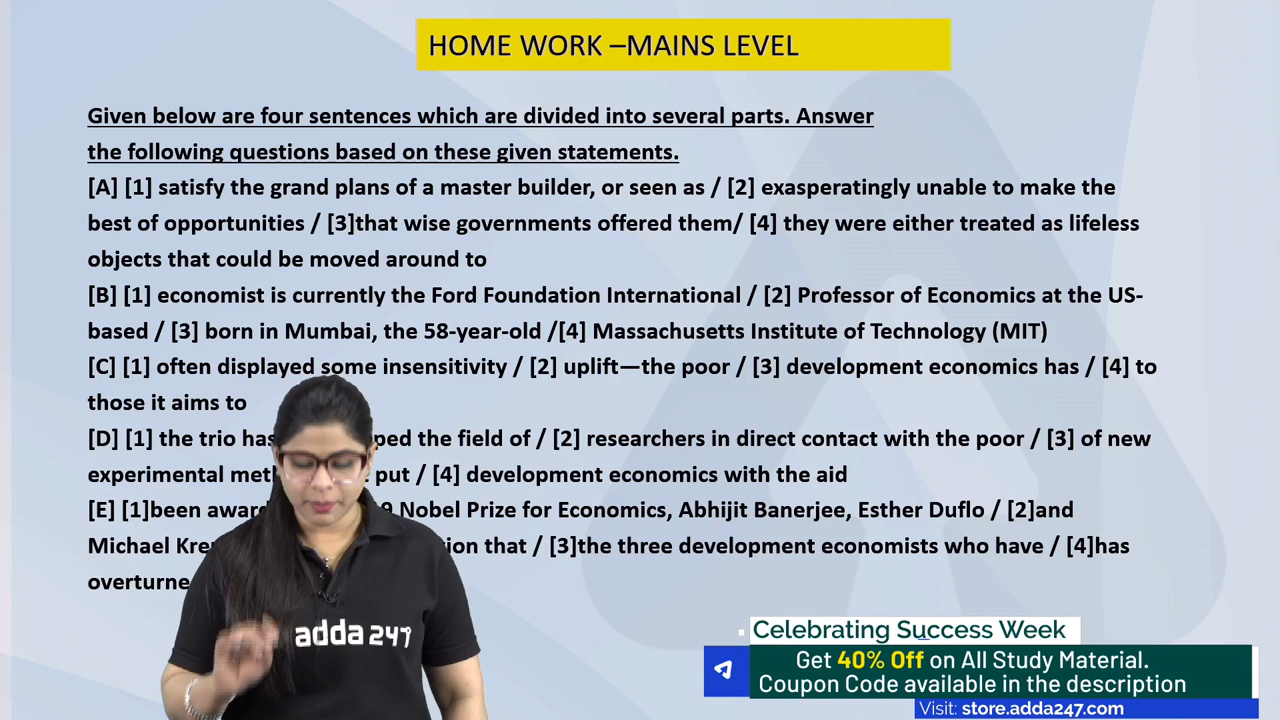 HOME WORK –MAINS LEVEL
Given below are four sentences which are divided into several parts. Answer
the following questions based on these given statements.
[A] [1] satisfy the grand plans of a master builder, or seen as / [2] exasperatingly unable to make the
best of opportunities / [3]that wise governments offered them/ [4] they were either treated as lifeless
objects that could be moved around to
[B] [1] economist is currently the Ford Foundation International / [2] Professor of Economics at the US-
based / [3] born in Mumbai, the 58-year-old /[4] Massachusetts Institute of Technology (MIT)
[C] [1] often displayed some insensitivity / [2] uplift—the poor / [3] development economics has / [4] to
those it aims to
[D] [1] the trio has the field of / [2] researchers in direct contact with the poor / [3] of new
experimental put / [4] development economics with the aid
[E] [1]been Nobel Prize for Economics, Abhijit Banerjee, Esther Duflo / [2]and
Michael that / [3]the three development economists who have / [4]has
adda 247
Celebrating Success Week
Get 40% Off on All Study Material.
Coupon Code available in the description
Visit: store.adda247.com